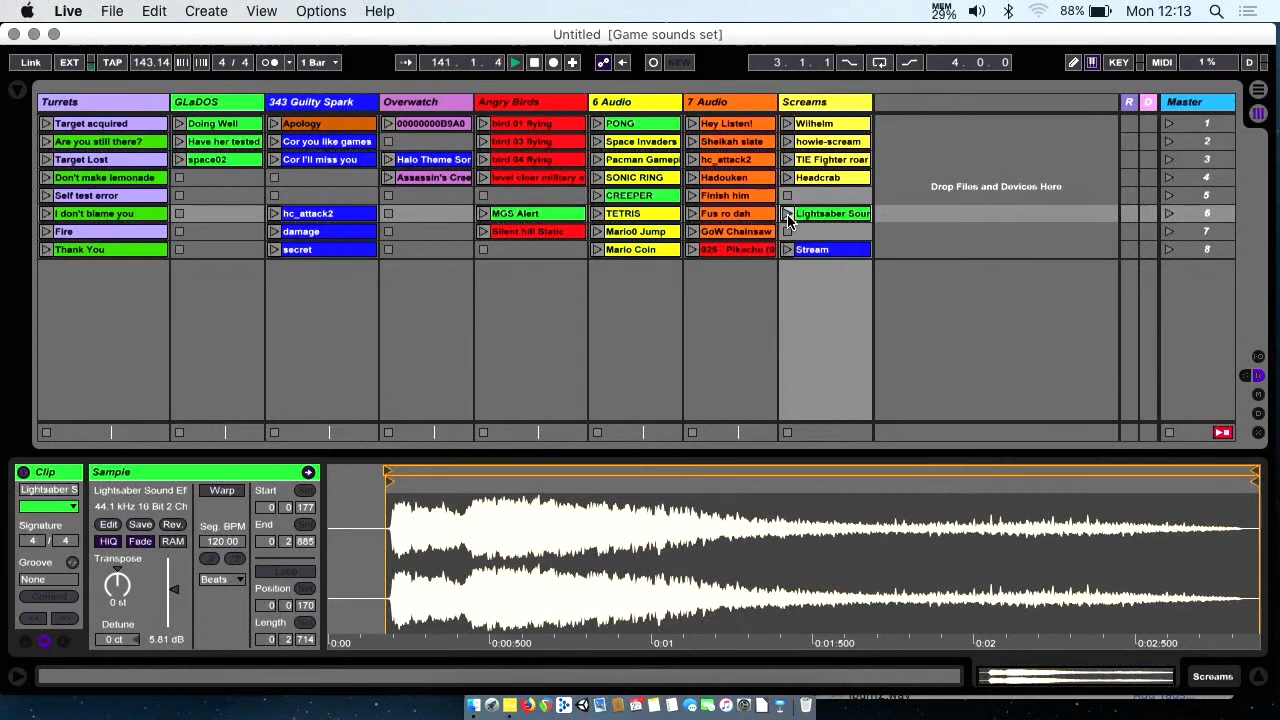 Live File Edit Create View Options Help MEM 29% 88% Mon 12:13
Untitled [Game sounds set]
Link EXT TAP 143.14 4 / 4 1 Bar 141. 1. 4 NEW 3. 1. 1 4. 0. 0 KEY MIDI 1 % D
Turrets GLaDOS 343 Guilty Spark Overwatch Angry Birds 6 Audio 7 Audio Screams R D Master
Target acquired Doing Well Apology 00000000B9A0 bird 01 flying PONG Hey Listen! Wilhelm 1
Are you still there? Have her tested Cor you like games bird 03 flying Space Invaders Sheikah slate howie-scream 2
Target Lost space02 Cor I'll miss you Halo Theme Sor bird 04 flying Pacman Gamepl hc_attack2 TIE Fighter roar 3
Don't make lemonade Assassin's Cree level clear military a SONIC RING Hadouken Headcrab 4
Drop Files and Devices Here
Self test error CREEPER Finish him 5
I don't blame you hc_attack2 MGS Alert TETRIS Fus ro dah Lightsaber Sour 6
Fire damage Silent hill Static Mario0 Jump GoW Chainsaw 7
Thank You secret Mario Coin 025 - Pikachu (0 Stream 8
Clip Sample
Lightsaber S Lightsaber Sound Ef Warp Start Set
44.1 kHz 16 Bit 2 Ch 0 0 177
Signature Edit Save Rev. Seg. BPM End Set
4 / 4 HiQ Fade RAM 120.00 0 2 885
Groove Transpose
None Beats Loop
Commit 0 st Position Set
0 0 170
Detune Length
0 ct 5.81 dB 0 2 714
0:00 0:00:500 0:01 0:01:500 0:02 0:02:500
Screams